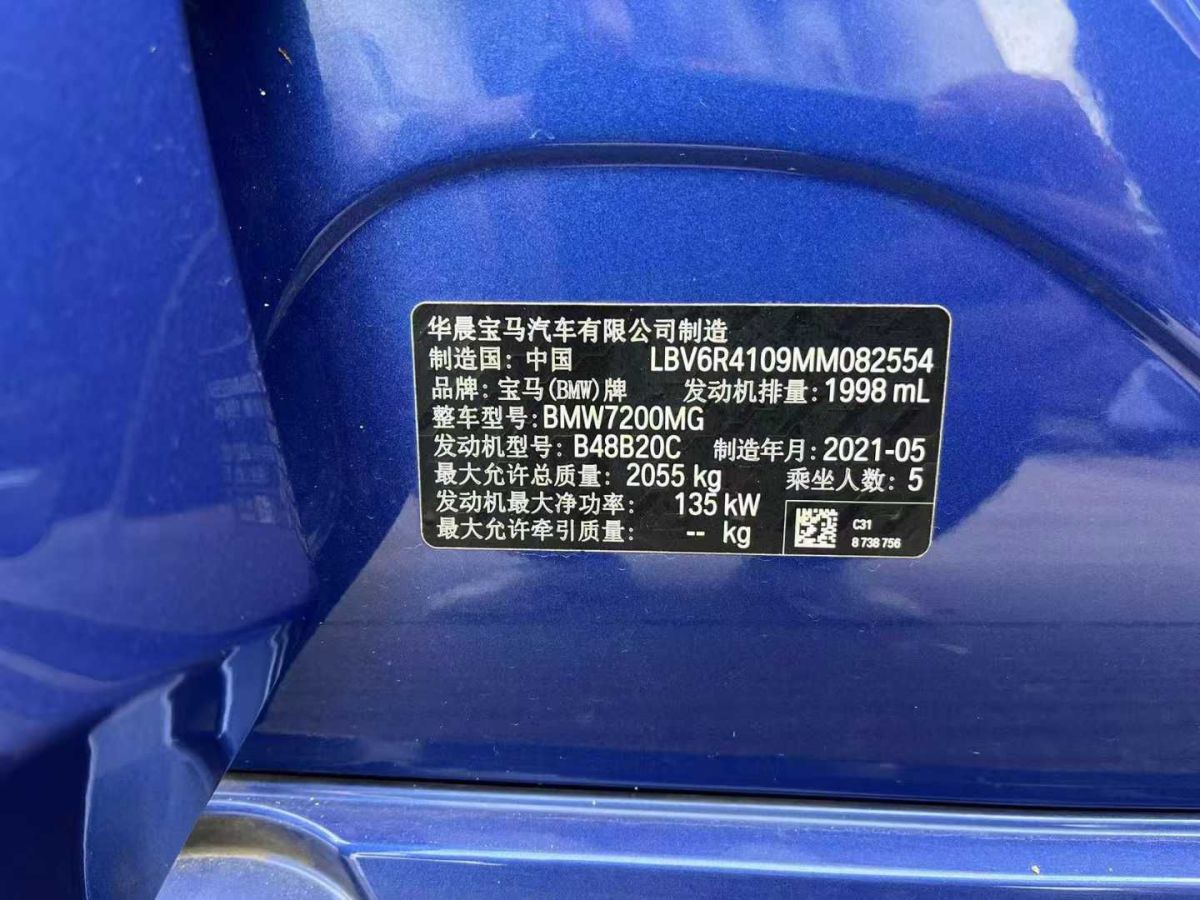 华晨宝马汽车有限公司制造
制造国：中国 LBV6R4109MM082554
品牌：宝马(BMW)牌 发动机排量：1998 mL
整车型号：BMW7200MG
发动机型号：B48B20C 制造年月：2021-05
最大允许总质量：2055 kg 乘坐人数：5
发动机最大净功率： 135 kW
最大允许牵引质量： -- kg
C31
8 738 756